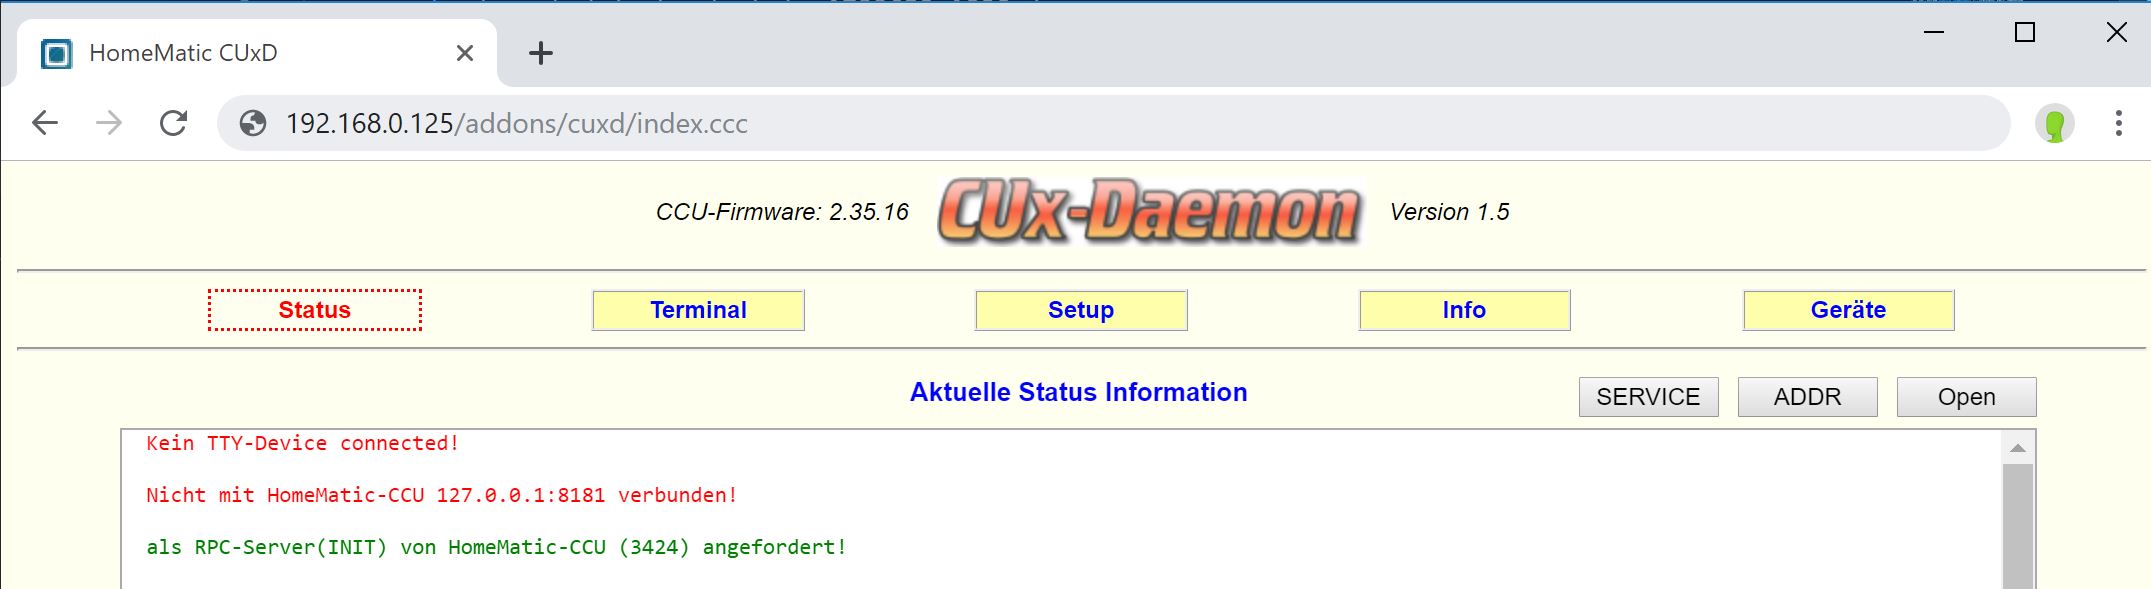 HomeMatic CUxD
192.168.0.125/addons/cuxd/index.ccc
CCU-Firmware: 2.35.16 CUx-Daemon Version 1.5
Status Terminal Setup Info Geräte
Aktuelle Status Information SERVICE ADDR Open
Kein TTY-Device connected!
Nicht mit HomeMatic-CCU 127.0.0.1:8181 verbunden!
als RPC-Server(INIT) von HomeMatic-CCU (3424) angefordert!